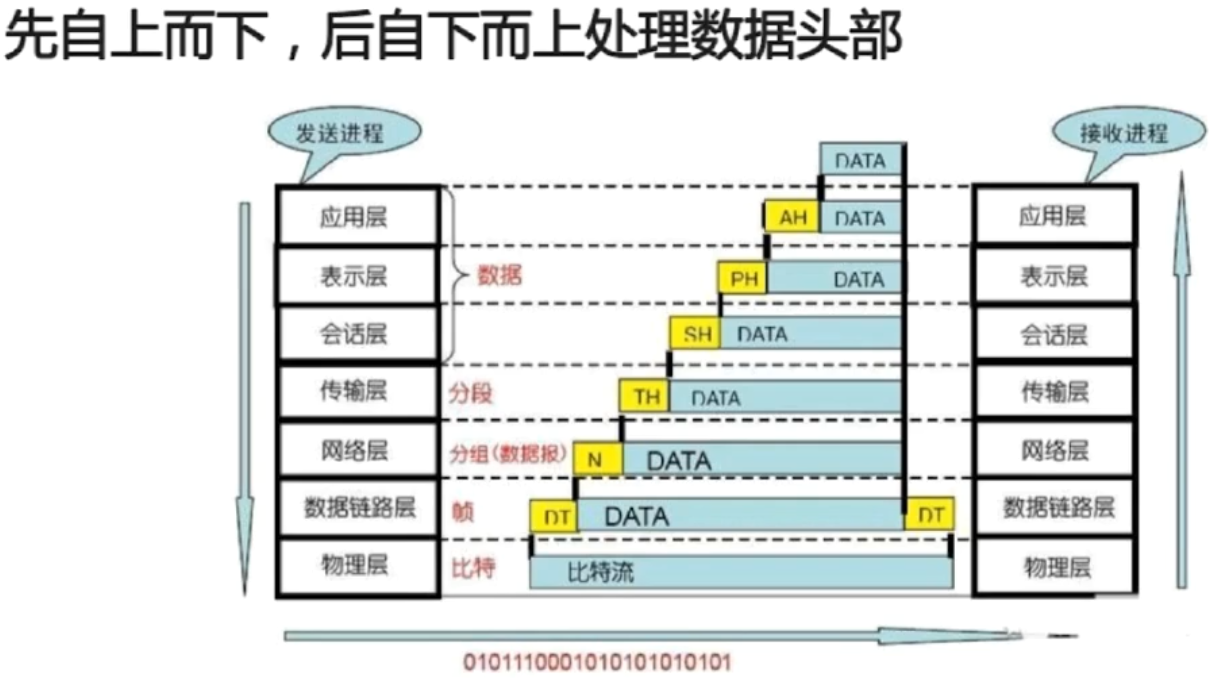 先自上而下，后自下而上处理数据头部
发送进程
接收进程
DATA
应用层
AH
DATA
应用层
表示层
数据
PH
DATA
表示层
会话层
SH
DATA
会话层
传输层
分段
TH
DATA
传输层
网络层
分组(数据报)
N
DATA
网络层
数据链路层
帧
DT
DATA
DT
数据链路层
物理层
比特
比特流
物理层
0101110001010101010101